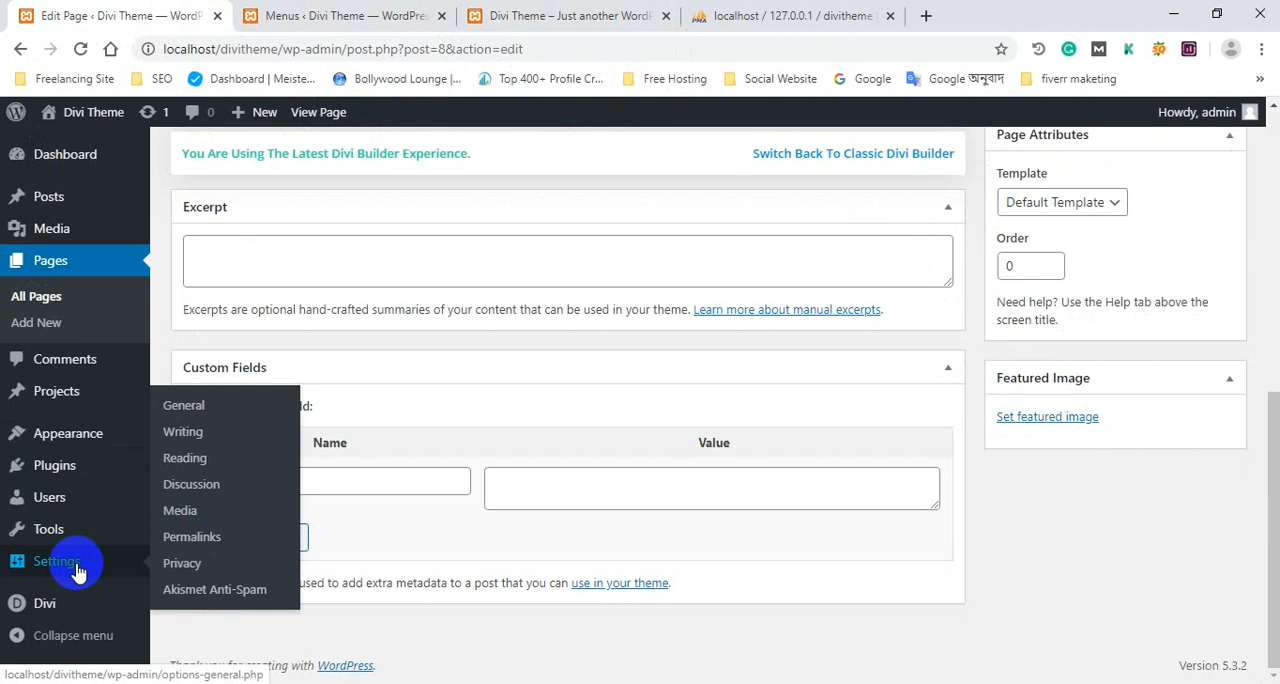 Edit Page ‹ Divi Theme — WordP
Menus ‹ Divi Theme — WordPres
Divi Theme – Just another WordP
localhost / 127.0.0.1 / divitheme
localhost/divitheme/wp-admin/post.php?post=8&action=edit
Freelancing Site
SEO
Dashboard | Meiste...
Bollywood Lounge |...
Top 400+ Profile Cr...
Free Hosting
Social Website
Google
Google অনুবাদ
fiverr maketing
»
Divi Theme
1
0
New
View Page
Howdy, admin
Dashboard
Posts
Media
Pages
All Pages
Add New
Comments
Projects
Appearance
Plugins
Users
Tools
Settings
Divi
Collapse menu
General
Writing
Reading
Discussion
Media
Permalinks
Privacy
Akismet Anti-Spam
You Are Using The Latest Divi Builder Experience.
Switch Back To Classic Divi Builder
Excerpt
Excerpts are optional hand-crafted summaries of your content that can be used in your theme. Learn more about manual excerpts.
Custom Fields
ld:
Name
Value
used to add extra metadata to a post that you can use in your theme.
Page Attributes
Template
Default Template
Order
0
Need help? Use the Help tab above the
screen title.
Featured Image
Set featured image
Thank you for creating with WordPress.
Version 5.3.2
localhost/divitheme/wp-admin/options-general.php